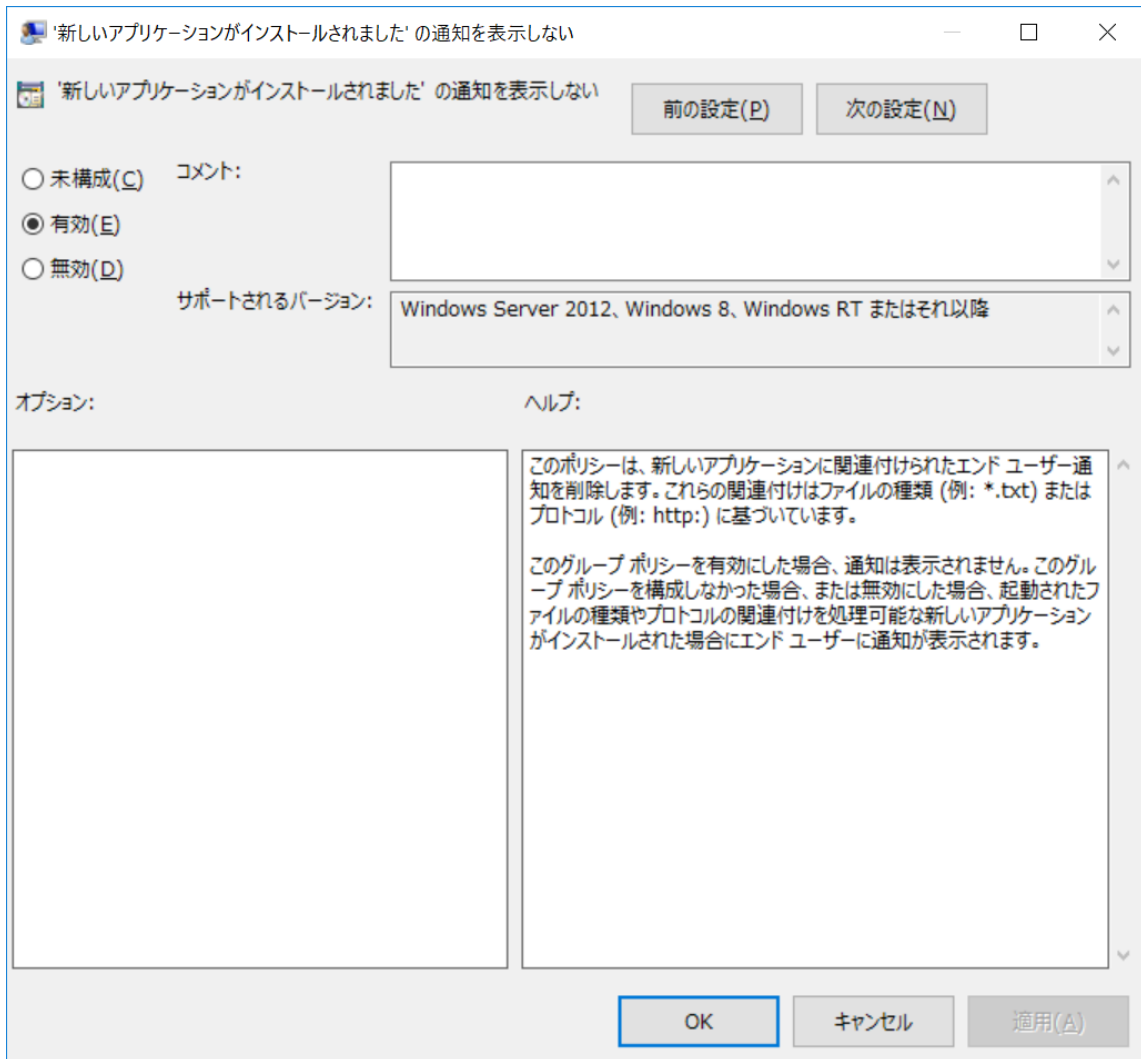 '新しいアプリケーションがインストールされました' の通知を表示しない
'新しいアプリケーションがインストールされました' の通知を表示しない
前の設定(P)
次の設定(N)
未構成(C)
有効(E)
無効(D)
コメント:
サポートされるバージョン:
Windows Server 2012、Windows 8、Windows RT またはそれ以降
オプション:
ヘルプ:
このポリシーは、新しいアプリケーションに関連付けられたエンド ユーザー通
知を削除します。これらの関連付けはファイルの種類 (例: *.txt) または
プロトコル (例: http:) に基づいています。
このグループ ポリシーを有効にした場合、通知は表示されません。このグル
ープ ポリシーを構成しなかった場合、または無効にした場合、起動されたフ
ァイルの種類やプロトコルの関連付けを処理可能な新しいアプリケーション
がインストールされた場合にエンド ユーザーに通知が表示されます。
OK
キャンセル
適用(A)